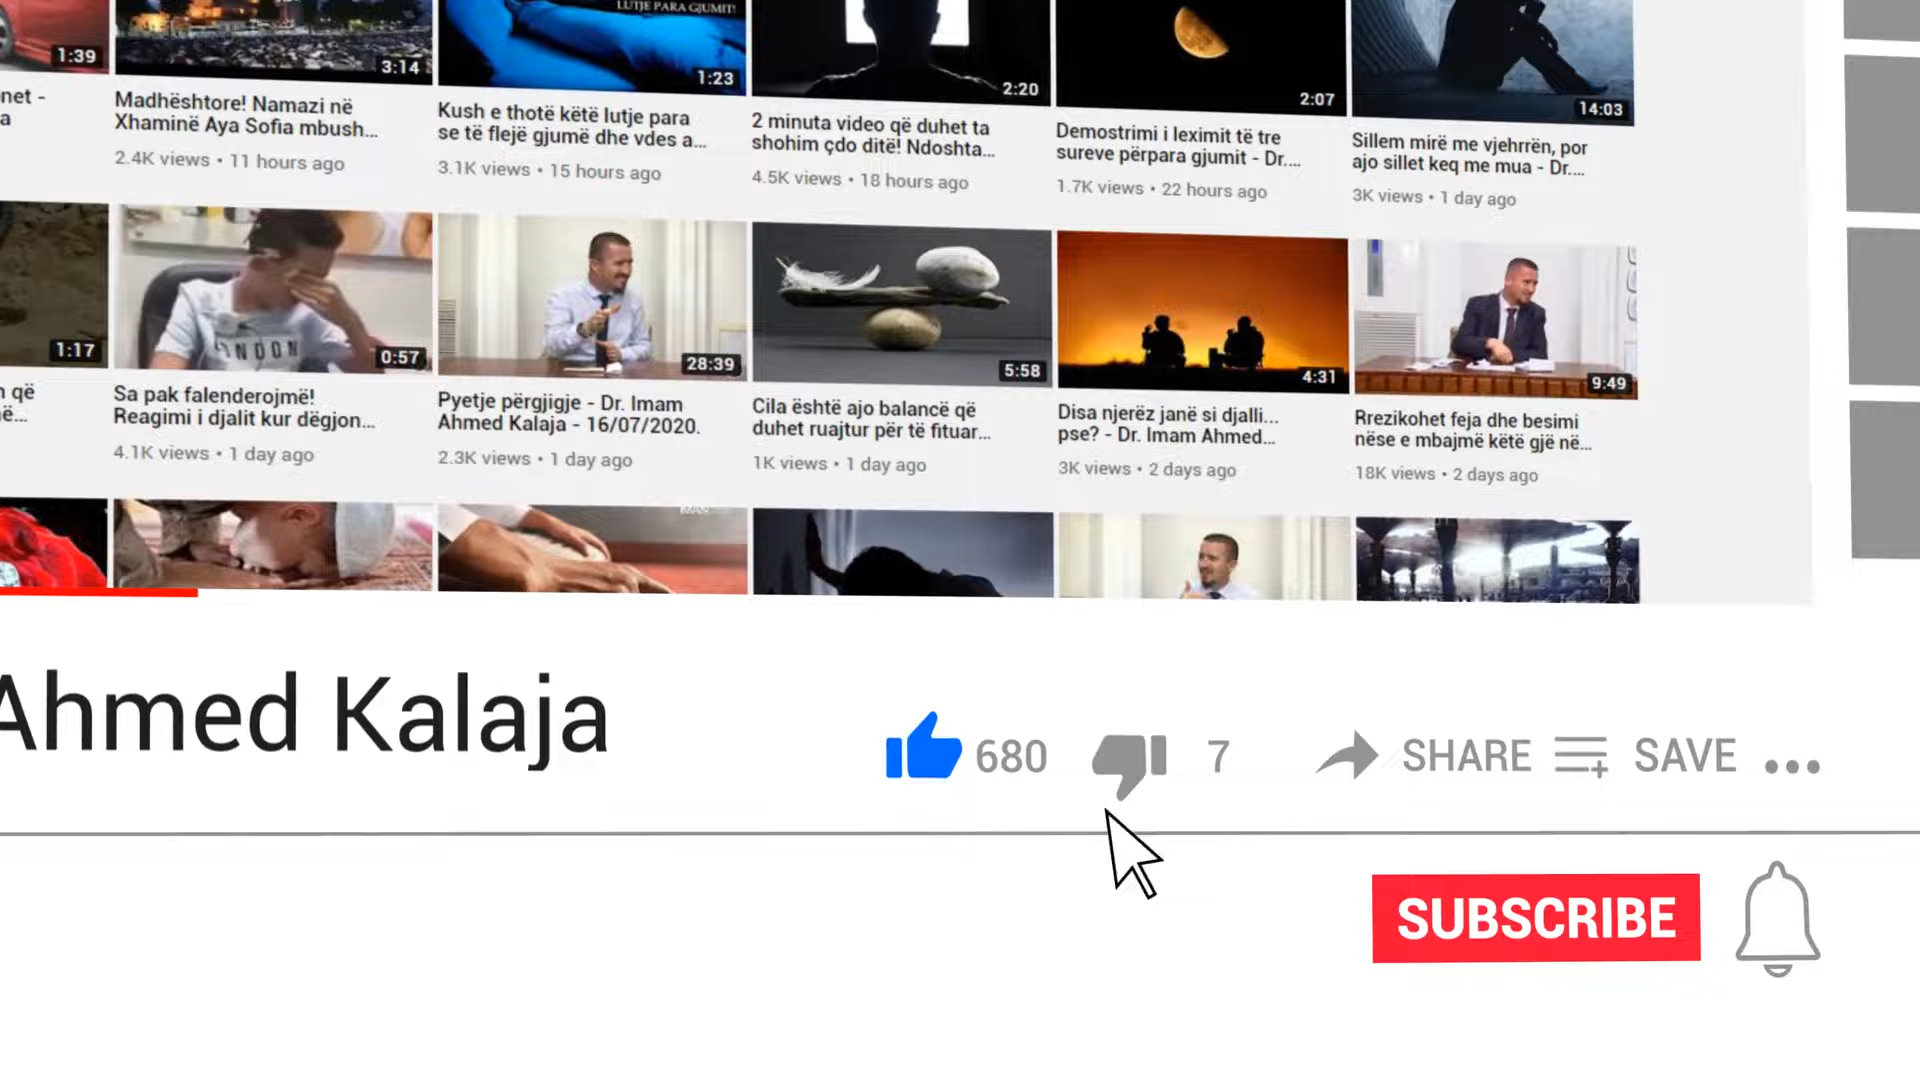 LUTJE PARA GJUMIT!
1:39
3:14
1:23
2:20
2:07
14:03
net -
a
Madhështore! Namazi në
Xhaminë Aya Sofia mbush...
2.4K views • 11 hours ago
Kush e thotë këtë lutje para
se të flejë gjumë dhe vdes a...
3.1K views • 15 hours ago
2 minuta video që duhet ta
shohim çdo ditë! Ndoshta...
4.5K views • 18 hours ago
Demostrimi i leximit të tre
sureve përpara gjumit - Dr....
1.7K views • 22 hours ago
Sillem mirë me vjehrrën, por
ajo sillet keq me mua - Dr....
3K views • 1 day ago
1:17
NDON
0:57
28:39
5:58
4:31
9:49
që
ë...
Sa pak falenderojmë!
Reagimi i djalit kur dëgjon...
4.1K views • 1 day ago
Pyetje përgjigje - Dr. Imam
Ahmed Kalaja - 16/07/2020.
2.3K views • 1 day ago
Cila është ajo balancë që
duhet ruajtur për të fituar...
1K views • 1 day ago
Disa njerëz janë si djalli...
pse? - Dr. Imam Ahmed...
3K views • 2 days ago
Rrezikohet feja dhe besimi
nëse e mbajmë këtë gjë në...
18K views • 2 days ago
Ahmed Kalaja
680
7
SHARE
SAVE
SUBSCRIBE